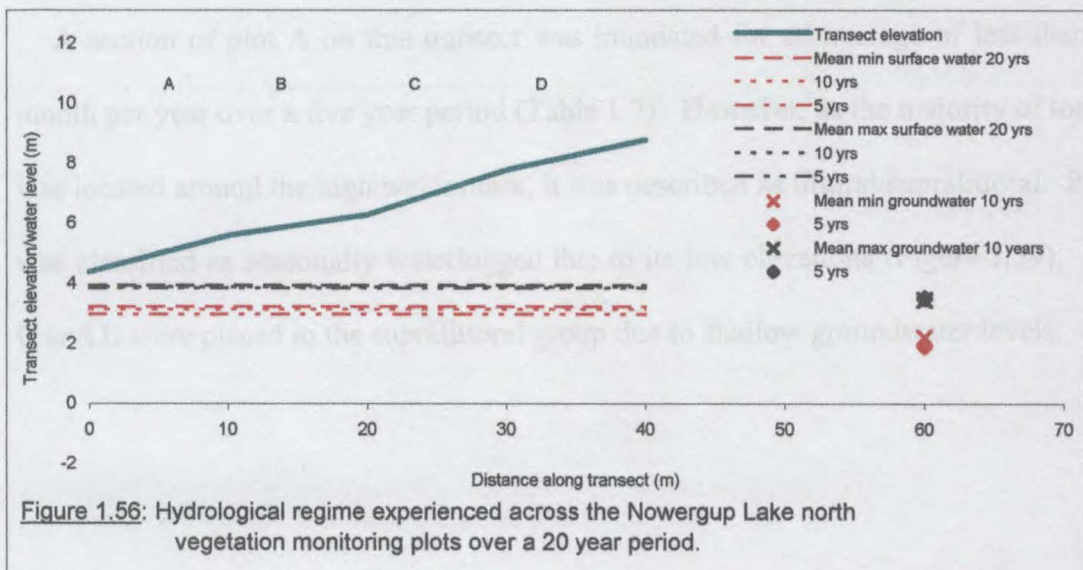 A section of plot A on this transect was inundated for an average of less than
month per year over a five year period (Table 1.7). However, as the majority of
was located around the high water mark, it was described as littoral/supralittoral.
was classified as seasonally waterlogged due to its low elevations
D were placed in the supralittoral group due to shallow groundwater levels.
Transect elevation/water level (m)
12
10
8
6
4
2
0
-2
A B C D
0 10 20 30 40 50 60 70
Distance along transect (m)
Transect elevation
Mean min surface water 20 yrs
10 yrs
5 yrs
Mean max surface water 20 yrs
10 yrs
5 yrs
Mean min groundwater 10 yrs
5 yrs
Mean max groundwater 10 years
5 yrs
Figure 1.56: Hydrological regime experienced across the Nowergup Lake north
vegetation monitoring plots over a 20 year period.